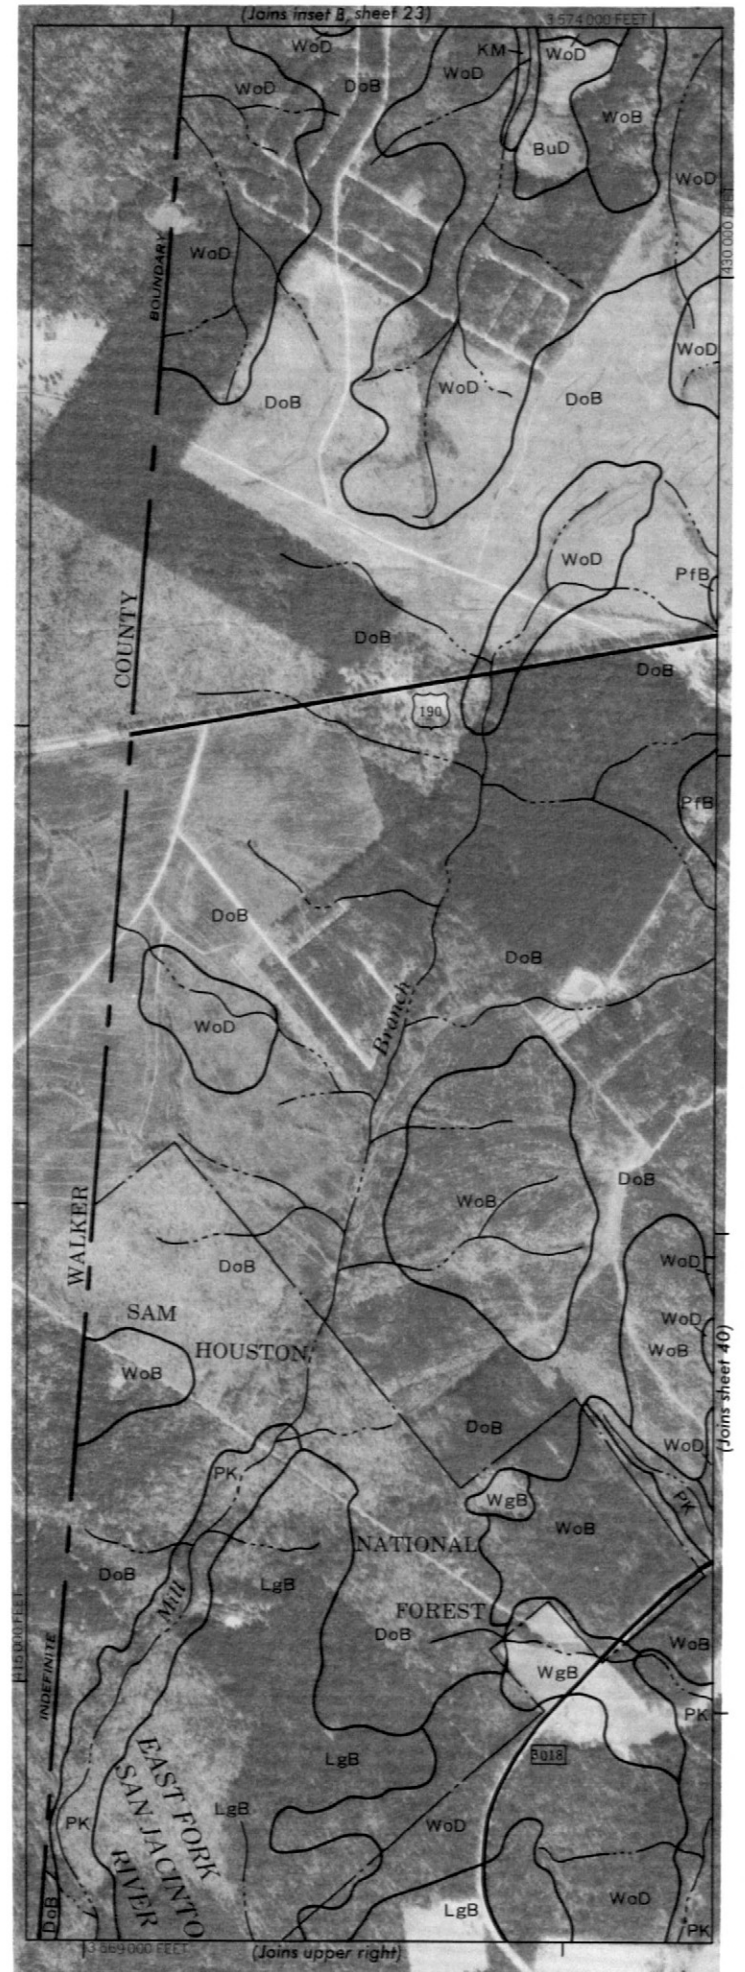 (Joins inset B, sheet 23)
3 574 000 FEET
WoD
KM
WoD
WoD
DoB
WoD
WoB
BuD
WoD
430 000 FEET
BOUNDARY
WoD
WoD
DoB
WoD
DoB
WoD
PfB
COUNTY
DoB
DoB
190
PfB
DoB
DoB
Branch
WoD
DoB
WoB
WALKER
WoD
DoB
SAM
WoD
HOUSTON
WoB
WoB
(Joins sheet 40)
DoB
WoD
PK
PK
WgB
WoB
NATIONAL
DoB
LgB
Mill
FOREST
415 000 FEET
DoB
WoB
INDEFINITE
WgB
PK
3018
LgB
EAST FORK
SAN JACINTO
RIVER
LgB
PK
WoD
WoD
LgB
DoB
PK
3 569 000 FEET
(Joins upper right)